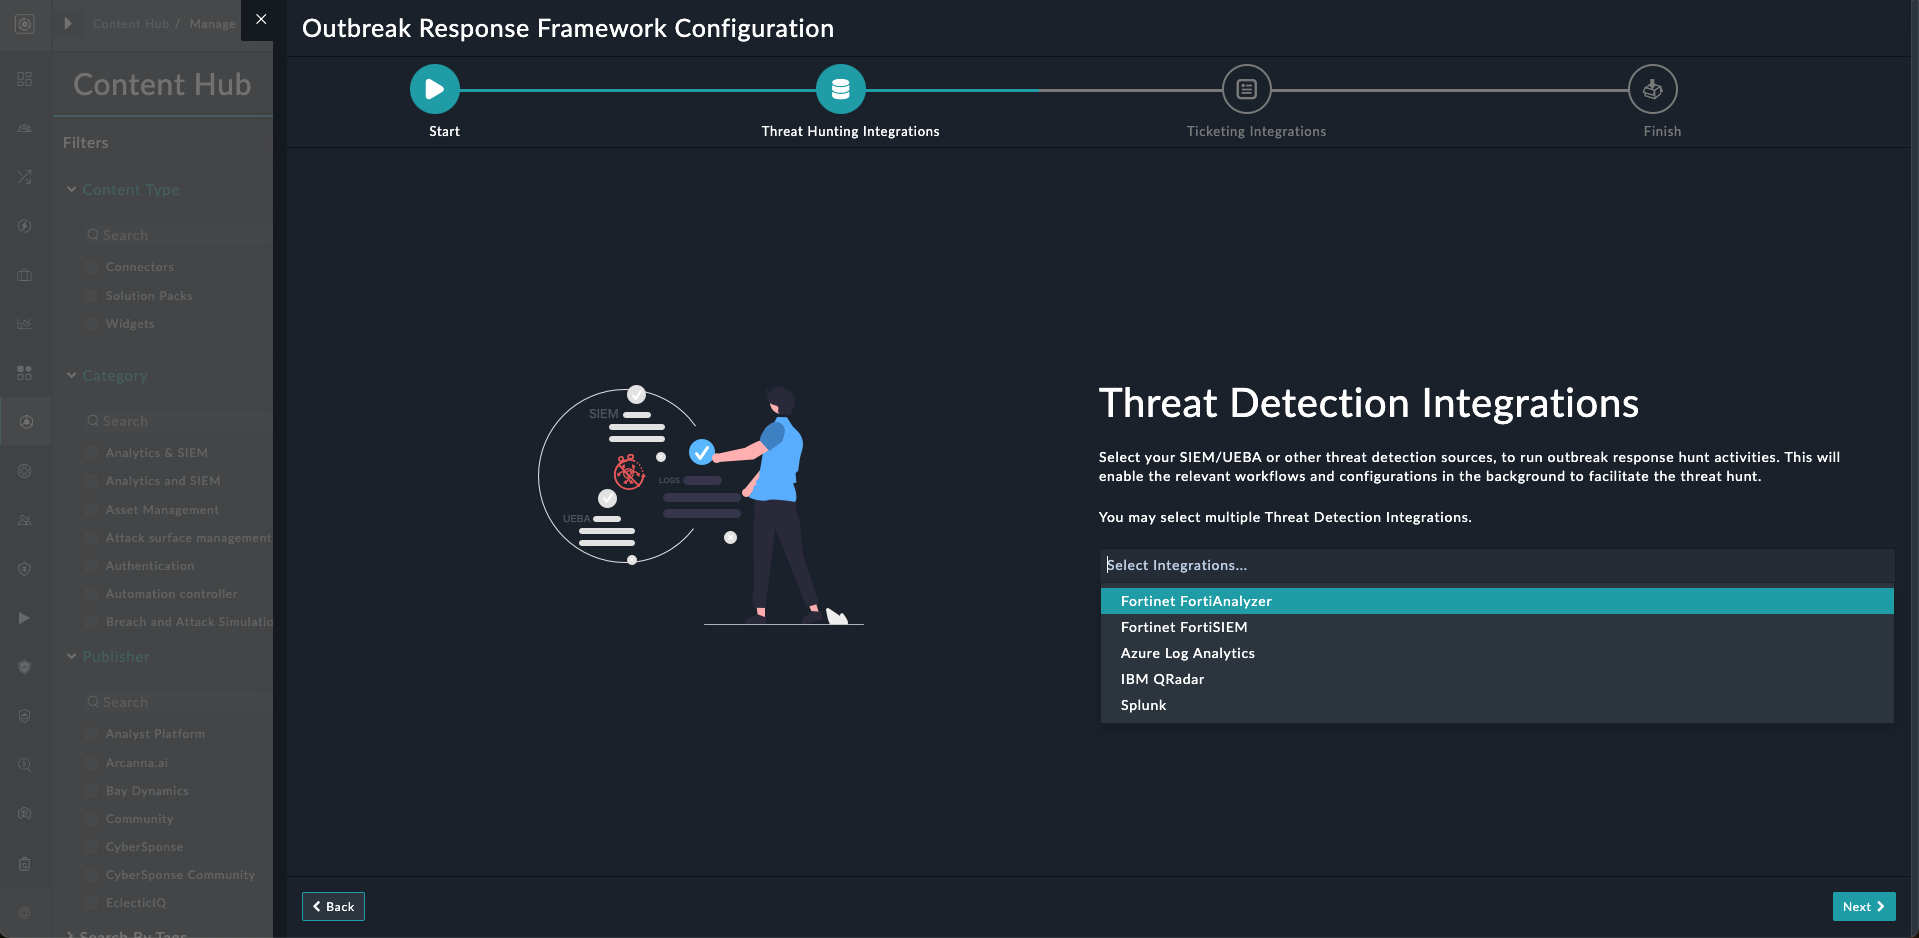 Content Hub / Manage
Content Hub
Filters
Content Type
Search
Connectors
Solution Packs
Widgets
Category
Search
Analytics & SIEM
Analytics and SIEM
Asset Management
Attack surface management
Authentication
Automation controller
Breach and Attack Simulatio
Publisher
Search
Analyst Platform
Arcanna.ai
Bay Dynamics
Community
CyberSponse
CyberSponse Community
EclecticIQ
Search By Tags
Outbreak Response Framework Configuration
Start
Threat Hunting Integrations
Ticketing Integrations
Finish
SIEM
LOGS
UEBA
Threat Detection Integrations
Select your SIEM/UEBA or other threat detection sources, to run outbreak response hunt activities. This will
enable the relevant workflows and configurations in the background to facilitate the threat hunt.
You may select multiple Threat Detection Integrations.
Select Integrations...
Fortinet FortiAnalyzer
Fortinet FortiSIEM
Azure Log Analytics
IBM QRadar
Splunk
Back
Next